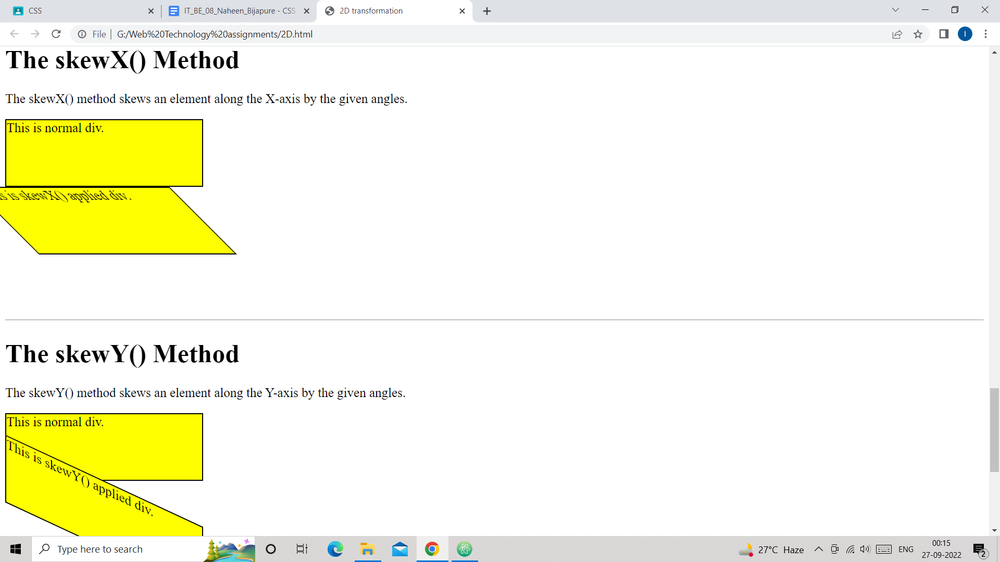 CSS
IT_BE_08_Naheen_Bijapure - CSS
2D transformation
File | G:/Web%20Technology%20assignments/2D.html
I
The skewX() Method
The skewX() method skews an element along the X-axis by the given angles.
This is normal div.
s is skewX() applied div.
The skewY() Method
The skewY() method skews an element along the Y-axis by the given angles.
This is normal div.
This is skewY() applied div.
Type here to search
27°C Haze
ENG
00:15
27-09-2022
2